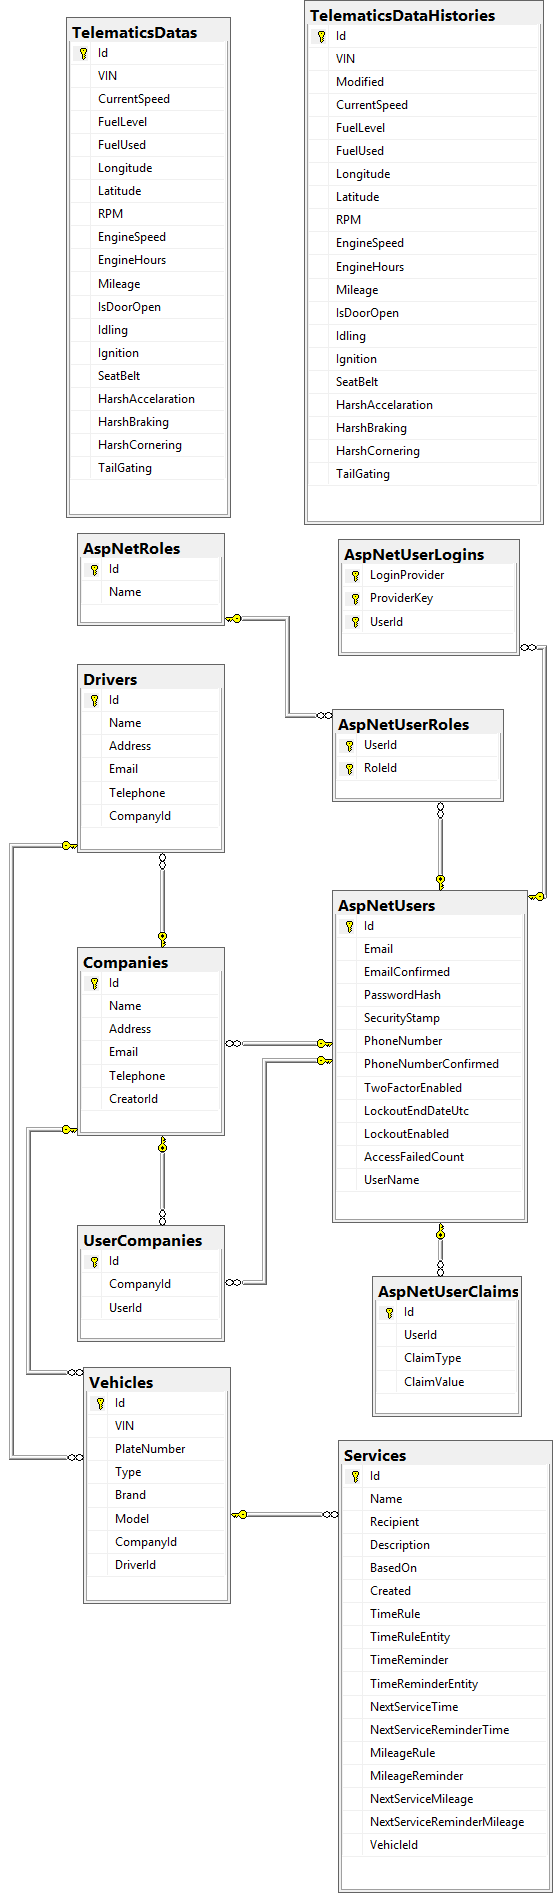 TelematicsDatas
Id
VIN
CurrentSpeed
FuelLevel
FuelUsed
Longitude
Latitude
RPM
EngineSpeed
EngineHours
Mileage
IsDoorOpen
Idling
Ignition
SeatBelt
HarshAccelaration
HarshBraking
HarshCornering
TailGating
TelematicsDataHistories
Id
VIN
Modified
CurrentSpeed
FuelLevel
FuelUsed
Longitude
Latitude
RPM
EngineSpeed
EngineHours
Mileage
IsDoorOpen
Idling
Ignition
SeatBelt
HarshAccelaration
HarshBraking
HarshCornering
TailGating
AspNetRoles
Id
Name
AspNetUserLogins
LoginProvider
ProviderKey
UserId
Drivers
Id
Name
Address
Email
Telephone
CompanyId
AspNetUserRoles
UserId
RoleId
AspNetUsers
Id
Email
EmailConfirmed
PasswordHash
SecurityStamp
PhoneNumber
PhoneNumberConfirmed
TwoFactorEnabled
LockoutEndDateUtc
LockoutEnabled
AccessFailedCount
UserName
Companies
Id
Name
Address
Email
Telephone
CreatorId
UserCompanies
Id
CompanyId
UserId
AspNetUserClaims
Id
UserId
ClaimType
ClaimValue
Vehicles
Id
VIN
PlateNumber
Type
Brand
Model
CompanyId
DriverId
Services
Id
Name
Recipient
Description
BasedOn
Created
TimeRule
TimeRuleEntity
TimeReminder
TimeReminderEntity
NextServiceTime
NextServiceReminderTime
MileageRule
MileageReminder
NextServiceMileage
NextServiceReminderMileage
VehicleId